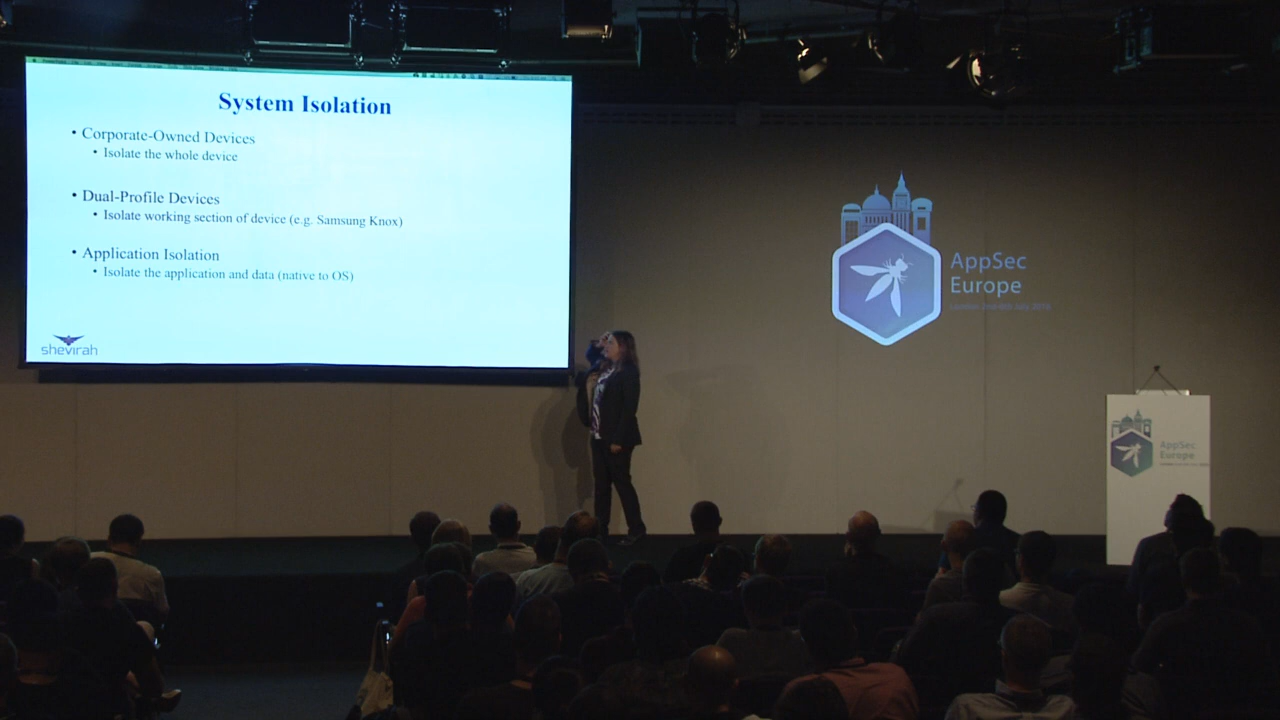 System Isolation
• Corporate-Owned Devices
• Isolate the whole device
• Dual-Profile Devices
• Isolate working section of device (e.g. Samsung Knox)
• Application Isolation
• Isolate the application and data (native to OS)
shevirah
AppSec
Europe
AppSec
Europe